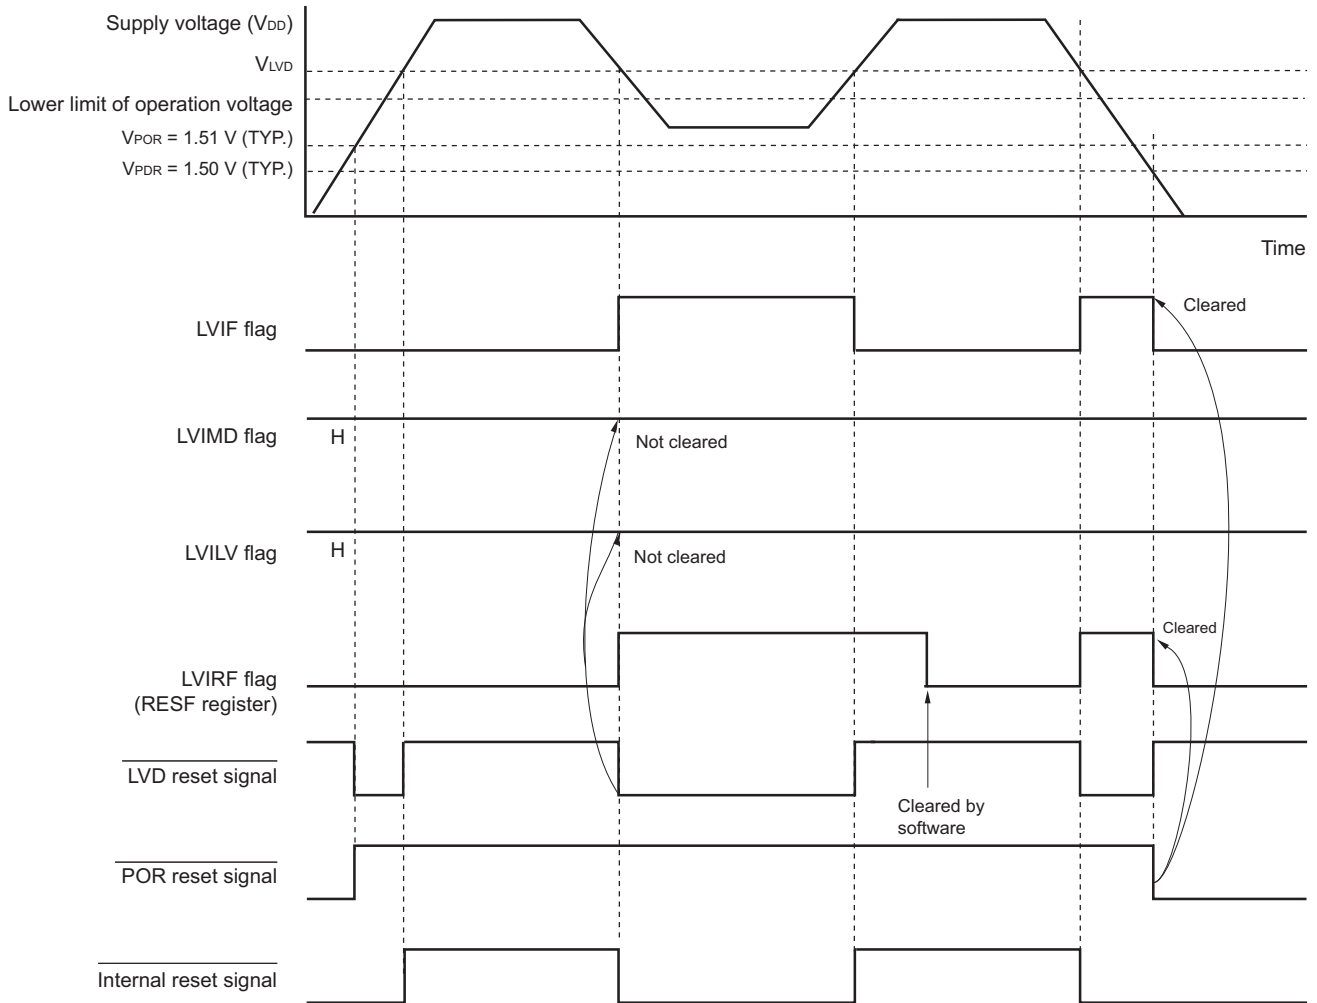 Supply voltage (VDD)
VLVD
Lower limit of operation voltage
VPOR = 1.51 V (TYP.)
VPDR = 1.50 V (TYP.)
Time
LVIF flag
Cleared
LVIMD flag
H
Not cleared
LVILV flag
H
Not cleared
LVIRF flag
(RESF register)
Cleared
LVD reset signal
Cleared by
software
POR reset signal
Internal reset signal